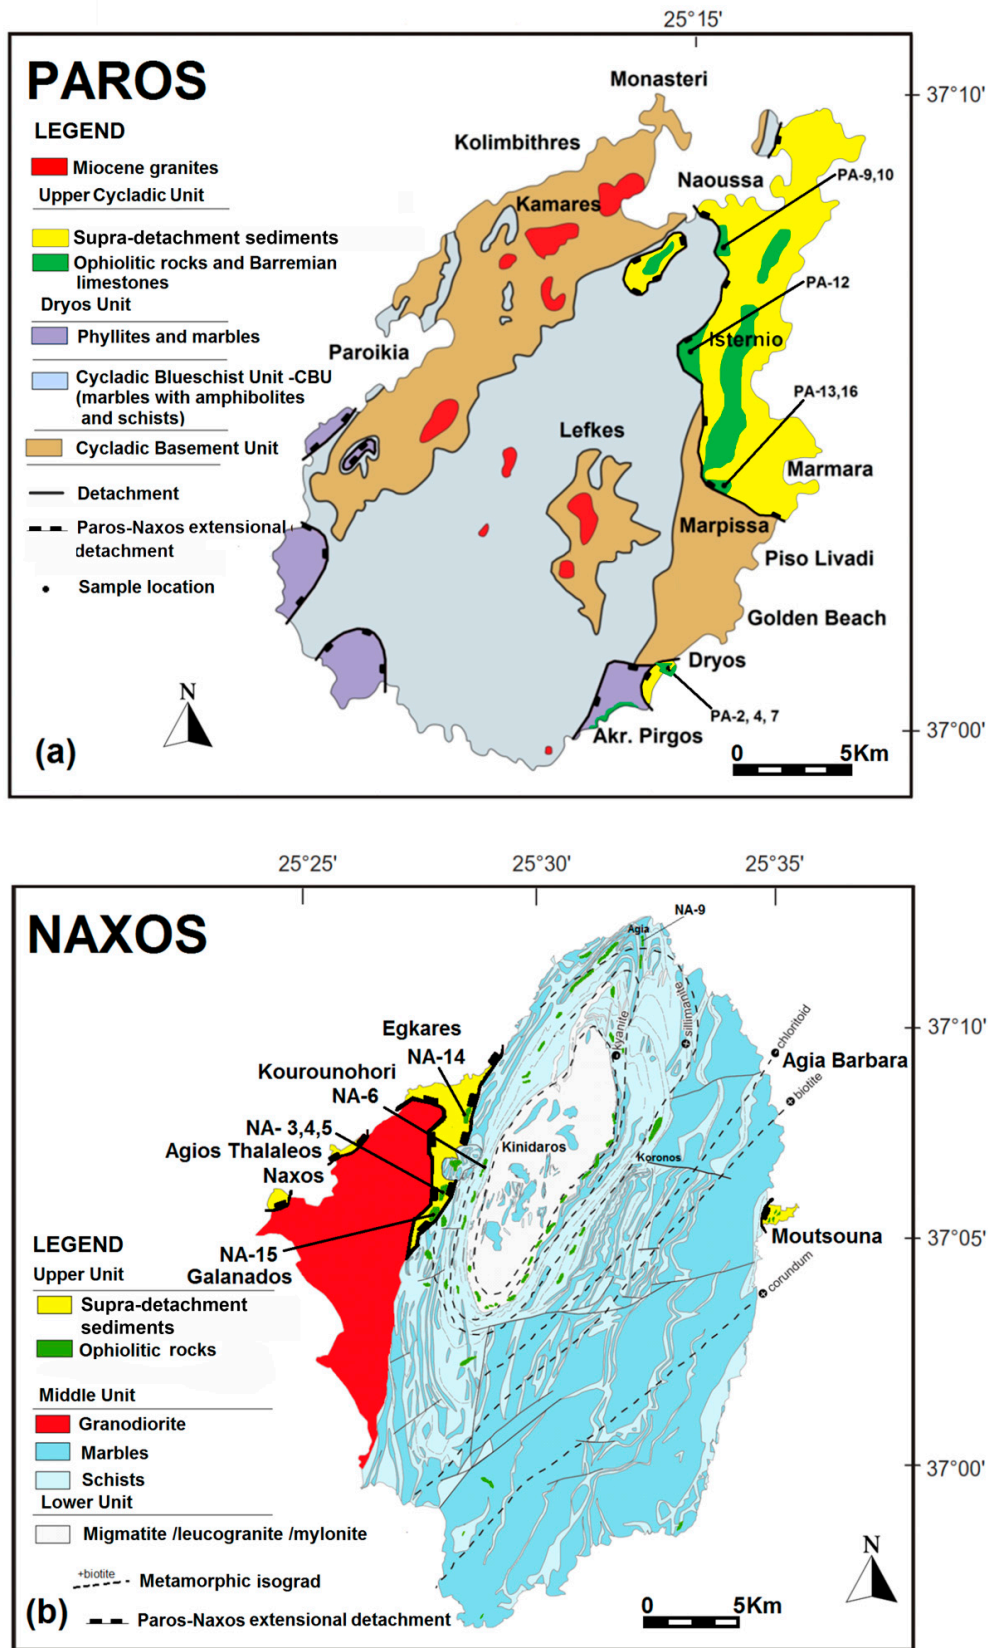 25°15'
PAROS
LEGEND
Miocene granites
Upper Cycladic Unit
Supra-detachment sediments
Ophiolitic rocks and Barremian
limestones
Dryos Unit
Phyllites and marbles
Cycladic Blueschist Unit -CBU
(marbles with amphibolites
and schists)
Cycladic Basement Unit
Detachment
Paros-Naxos extensional
detachment
Sample location
Monasteri
37°10'
Kolimbithres
Naoussa
PA-9,10
Kamares
PA-12
Isternio
Paroikia
PA-13,16
Lefkes
Marmara
Marpissa
Piso Livadi
Golden Beach
Dryos
PA-2, 4, 7
Akr. Pirgos
37°00'
N
0 5Km
(a)
25°25' 25°30' 25°35'
NAXOS
NA-9
Agia
sillimanite
kyanite
37°10'
chloritoid
Egkares
NA-14
Agia Barbara
Kourounohori
NA-6
biotite
NA- 3,4,5
Agios Thalaleos
Kinidaros
Koronos
Naxos
Moutsouna
37°05'
NA-15
Galanados
corundum
LEGEND
Upper Unit
Supra-detachment
sediments
Ophiolitic rocks
Middle Unit
Granodiorite
Marbles
Schists
Lower Unit
Migmatite /leucogranite /mylonite
+biotite
Metamorphic isograd
Paros-Naxos extensional detachment
37°00'
N
0 5Km
(b)